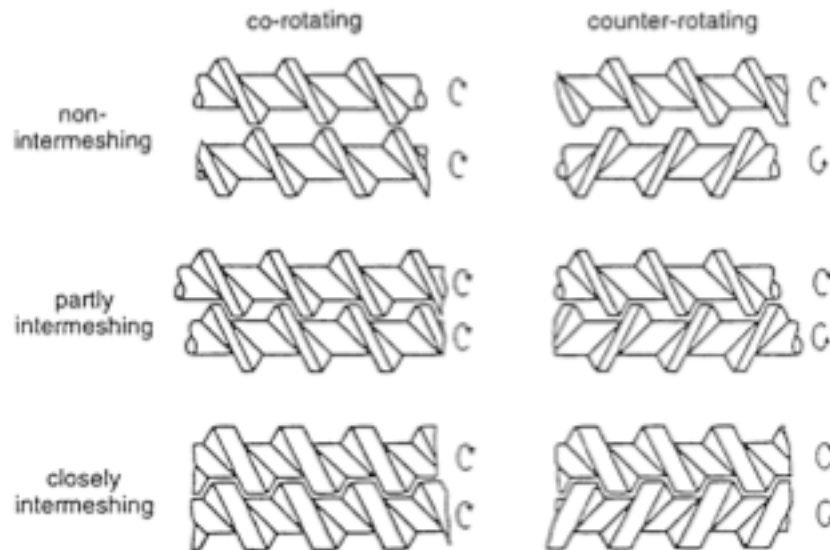 co-rotating
counter-rotating
non-
intermeshing
partly
intermeshing
closely
intermeshing